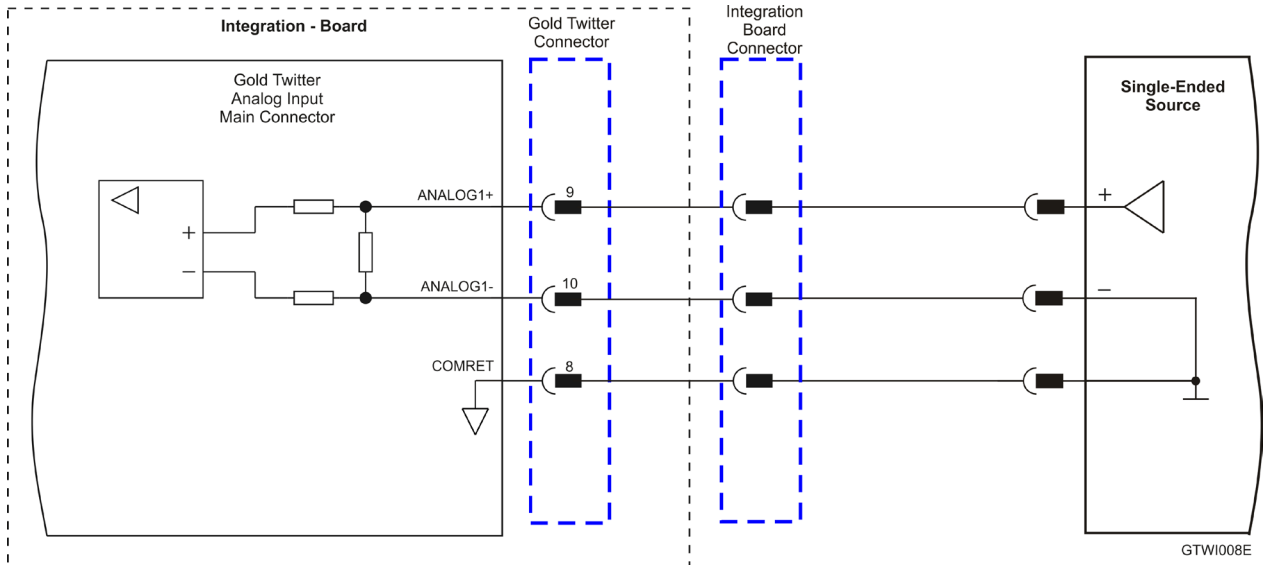 Integration - Board
Gold Twitter
Connector
Integration
Board
Connector
Gold Twitter
Analog Input
Main Connector
Single-Ended
Source
ANALOG1+
9
+
+
−
ANALOG1-
10
−
COMRET
8
GTWI008E